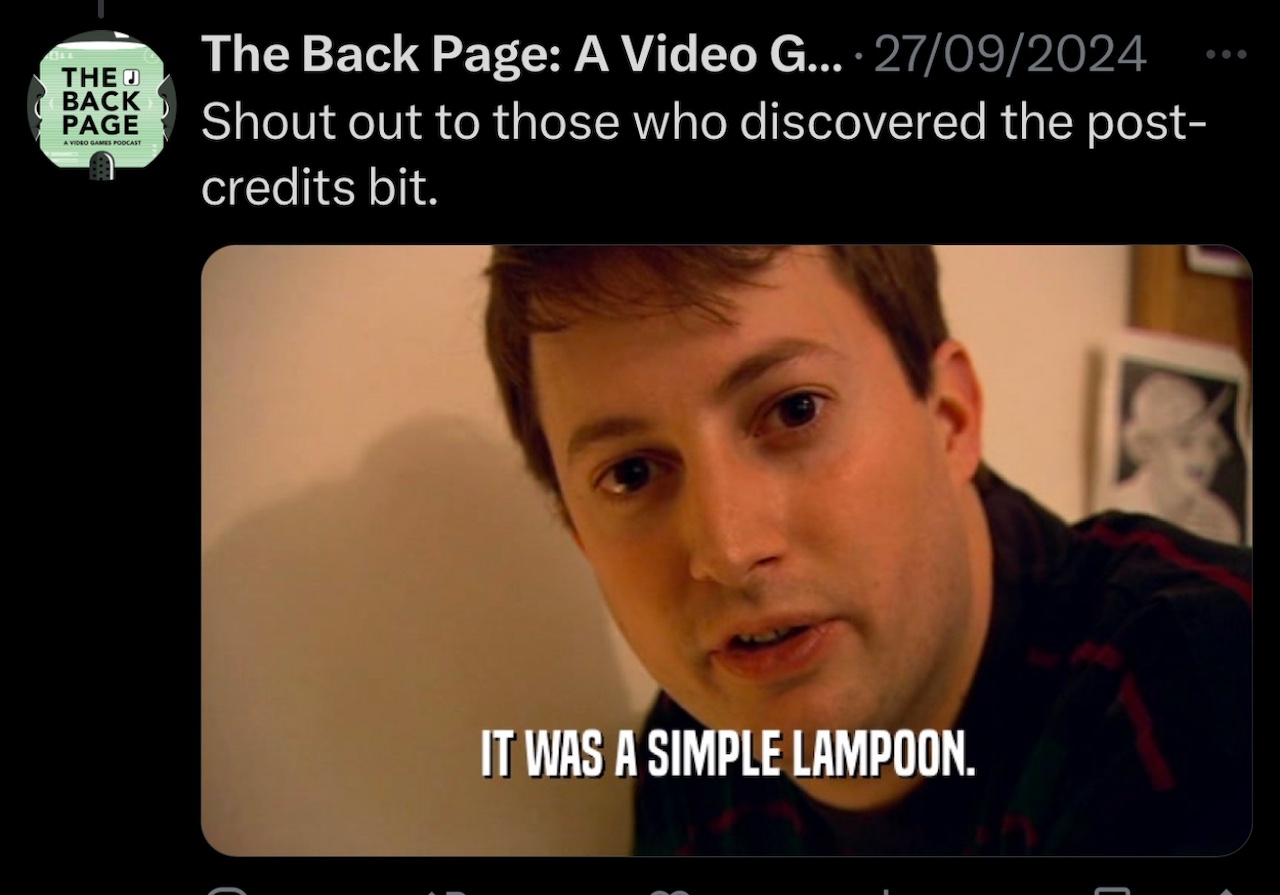 THE
BACK
PAGE
A VIDEO GAMES PODCAST
The Back Page: A Video G... · 27/09/2024
Shout out to those who discovered the post-
credits bit.
IT WAS A SIMPLE LAMPOON.